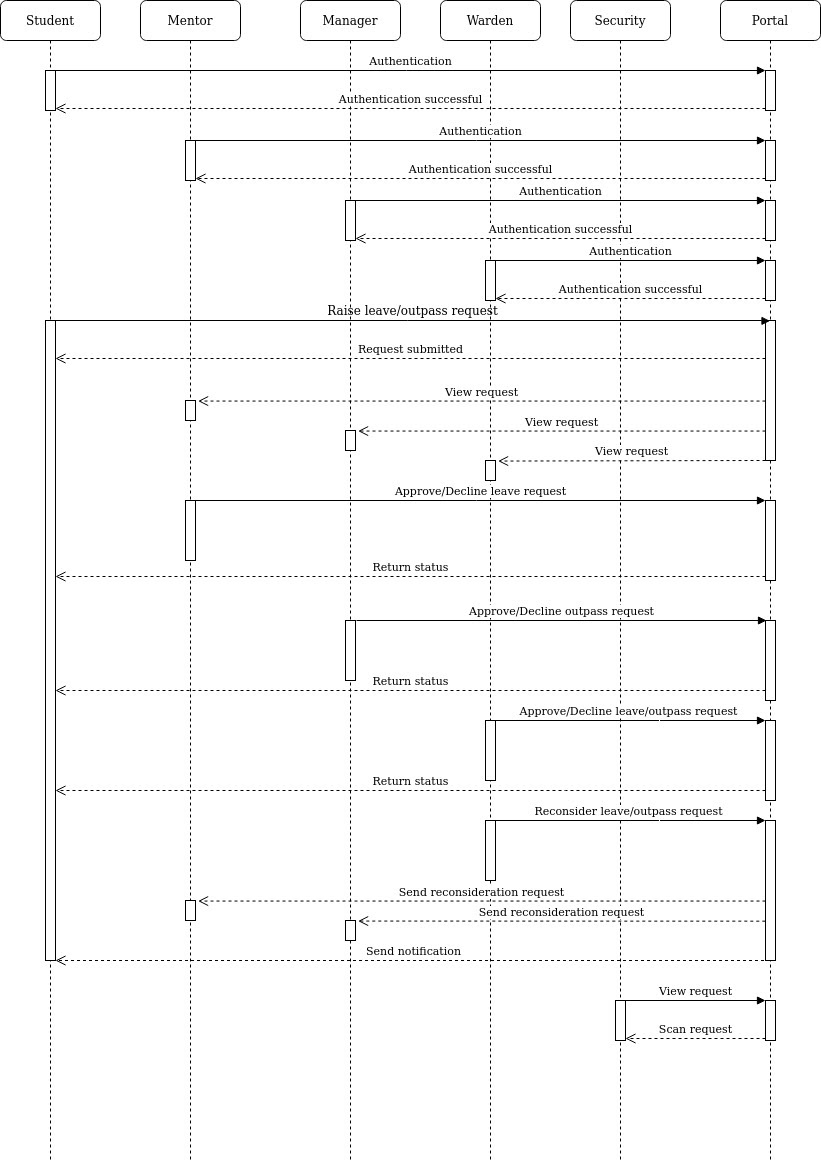 Student
Mentor
Manager
Warden
Security
Portal
Authentication
Authentication successful
Authentication
Authentication successful
Authentication
Authentication successful
Authentication
Authentication successful
Raise leave/outpass request
Request submitted
View request
View request
View request
Approve/Decline leave request
Return status
Approve/Decline outpass request
Return status
Approve/Decline leave/outpass request
Return status
Reconsider leave/outpass request
Send reconsideration request
Send reconsideration request
Send notification
View request
Scan request